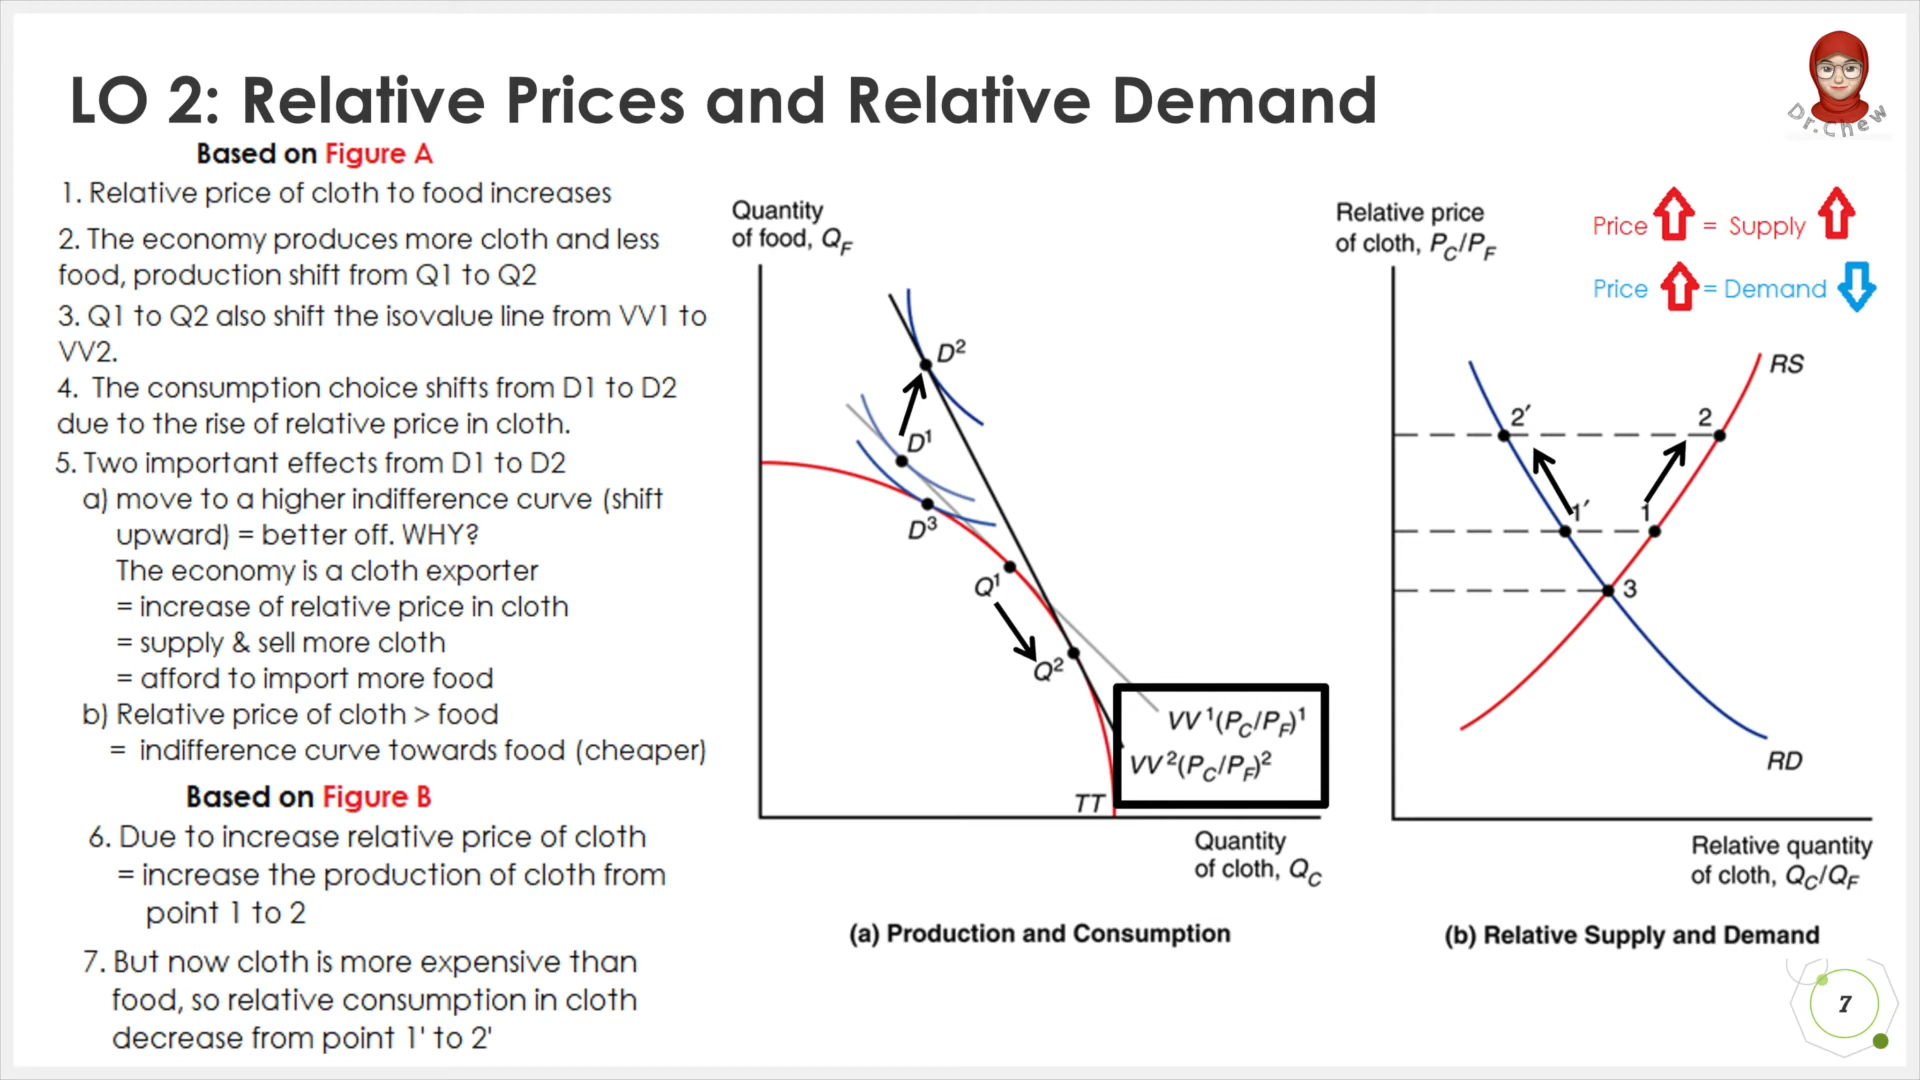 LO 2: Relative Prices and Relative Demand
Dr.Chew
Based on Figure A
1. Relative price of cloth to food increases
2. The economy produces more cloth and less
food, production shift from Q1 to Q2
3. Q1 to Q2 also shift the isovalue line from VV1 to
VV2.
4. The consumption choice shifts from D1 to D2
due to the rise of relative price in cloth.
5. Two important effects from D1 to D2
a) move to a higher indifference curve (shift
upward) = better off. WHY?
The economy is a cloth exporter
= increase of relative price in cloth
= supply & sell more cloth
= afford to import more food
b) Relative price of cloth > food
= indifference curve towards food (cheaper)
Based on Figure B
6. Due to increase relative price of cloth
= increase the production of cloth from
point 1 to 2
7. But now cloth is more expensive than
food, so relative consumption in cloth
decrease from point 1' to 2'
Quantity
of food, Q_F
D²
D¹
D³
Q¹
Q²
VV¹(P_C/P_F)¹
VV²(P_C/P_F)²
TT
Quantity
of cloth, Q_C
(a) Production and Consumption
Relative price
of cloth, P_C/P_F
Price = Supply
Price = Demand
RS
2′
2
1′
1
3
RD
Relative quantity
of cloth, Q_C/Q_F
(b) Relative Supply and Demand
7